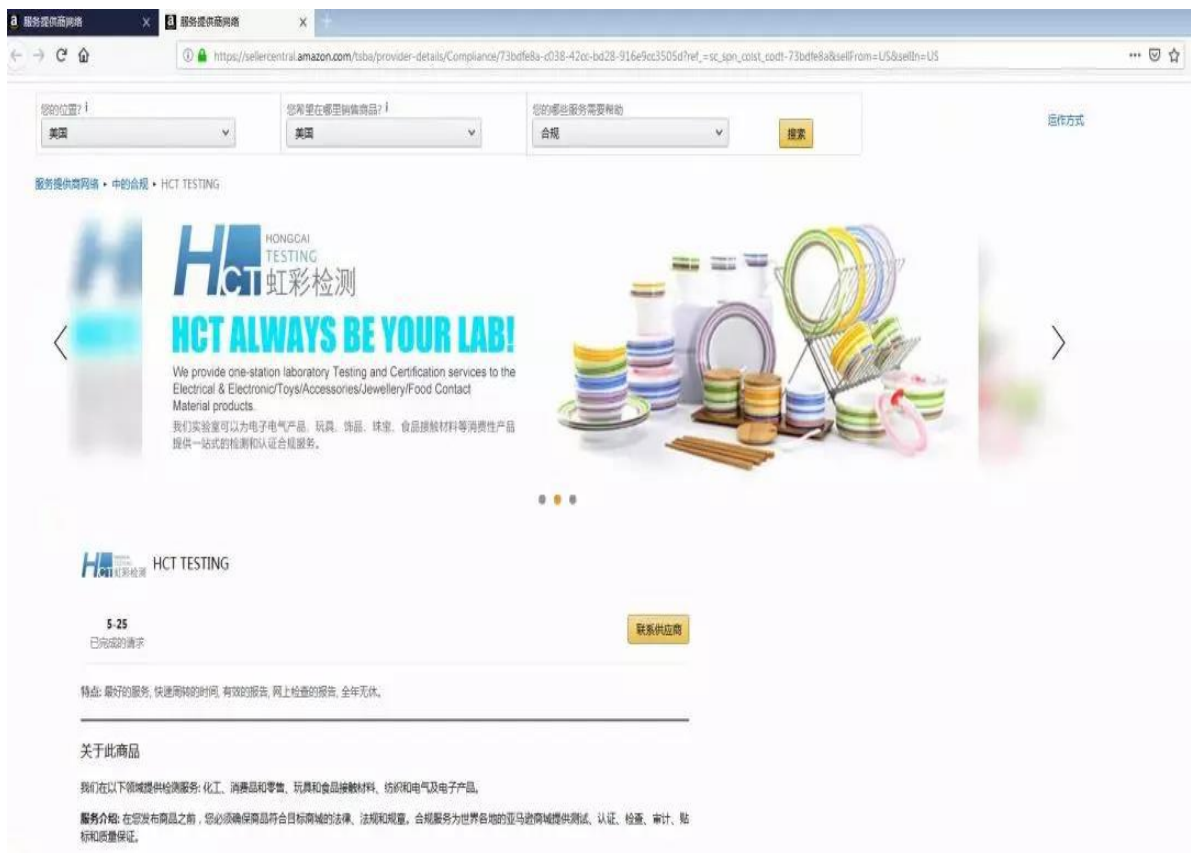 服务提供商网络
服务提供商网络
https://sellercentral.amazon.com/tsba/provider-details/Compliance/73bdfe8a-c038-42cc-bd28-916e9cc3505d?ref_=sc_spn_colst_codt-73bdfe8a&sellFrom=US&sellIn=US
您的位置? i
您希望在哪里销售商品? i
您的哪些服务需要帮助
美国
美国
合规
搜索
运作方式
服务提供商网络 ▸ 中的合规 ▸ HCT TESTING
HCT
HONGCAI
TESTING
虹彩检测
HCT ALWAYS BE YOUR LAB!
We provide one-station laboratory Testing and Certification services to the
Electrical & Electronic/Toys/Accessories/Jewellery/Food Contact
Material products.
我们实验室可以为电子电气产品、玩具、饰品、珠宝、食品接触材料等消费性产品
提供一站式的检测和认证合规服务。
HCT 虹彩检测
HCT TESTING
5-25
已完成的请求
联系供应商
特点: 最好的服务, 快速周转的时间, 有效的报告, 网上检查的报告, 全年无休。
关于此商品
我们在以下领域提供检测服务: 化工、消费品和零售、玩具和食品接触材料、纺织和电气及电子产品。
服务介绍: 在您发布商品之前，您必须确保商品符合目标商城的法律、法规和规章。合规服务为世界各地的亚马逊商城提供测试、认证、检查、审计、贴
标和质量保证。